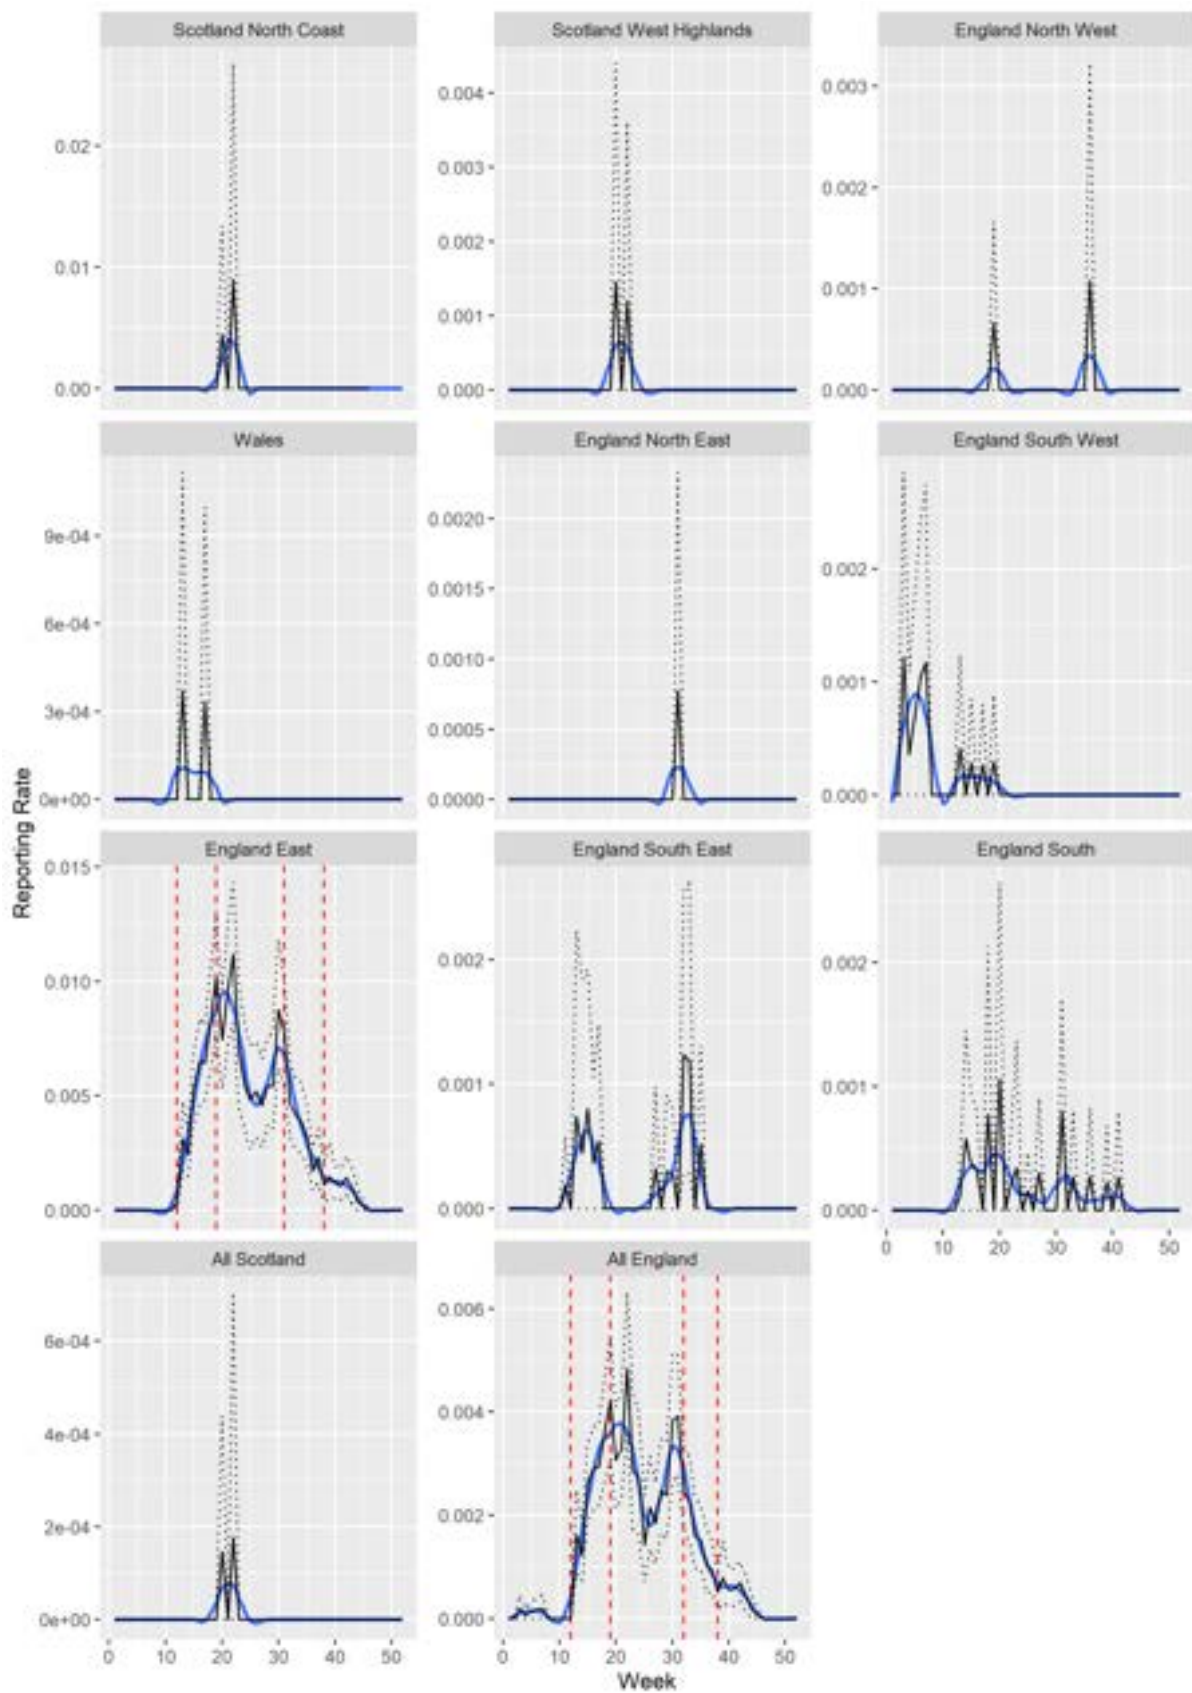 Scotland North Coast
Scotland West Highlands
England North West
0.02
0.01
0.00
0.004
0.003
0.002
0.001
0.000
0.003
0.002
0.001
0.000
Wales
England North East
England South West
9e-04
6e-04
3e-04
0e+00
0.0020
0.0015
0.0010
0.0005
0.0000
0.002
0.001
0.000
Reporting Rate
England East
England South East
England South
0.015
0.010
0.005
0.000
0.002
0.001
0.000
0.002
0.001
0.000
0 10 20 30 40 50
All Scotland
All England
6e-04
4e-04
2e-04
0e+00
0.006
0.004
0.002
0.000
0 10 20 30 40 50
0 10 20 30 40 50
Week